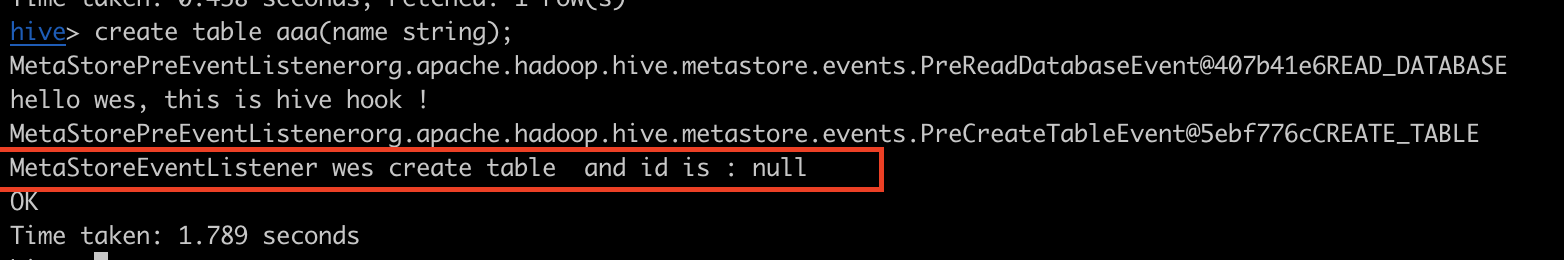 Time taken: 0.438 seconds, Fetched: 1 row(s)
hive> create table aaa(name string);
MetaStorePreEventListenerorg.apache.hadoop.hive.metastore.events.PreReadDatabaseEvent@407b41e6READ_DATABASE
hello wes, this is hive hook !
MetaStorePreEventListenerorg.apache.hadoop.hive.metastore.events.PreCreateTableEvent@5ebf776cCREATE_TABLE
MetaStoreEventListener wes create table  and id is : null
OK
Time taken: 1.789 seconds